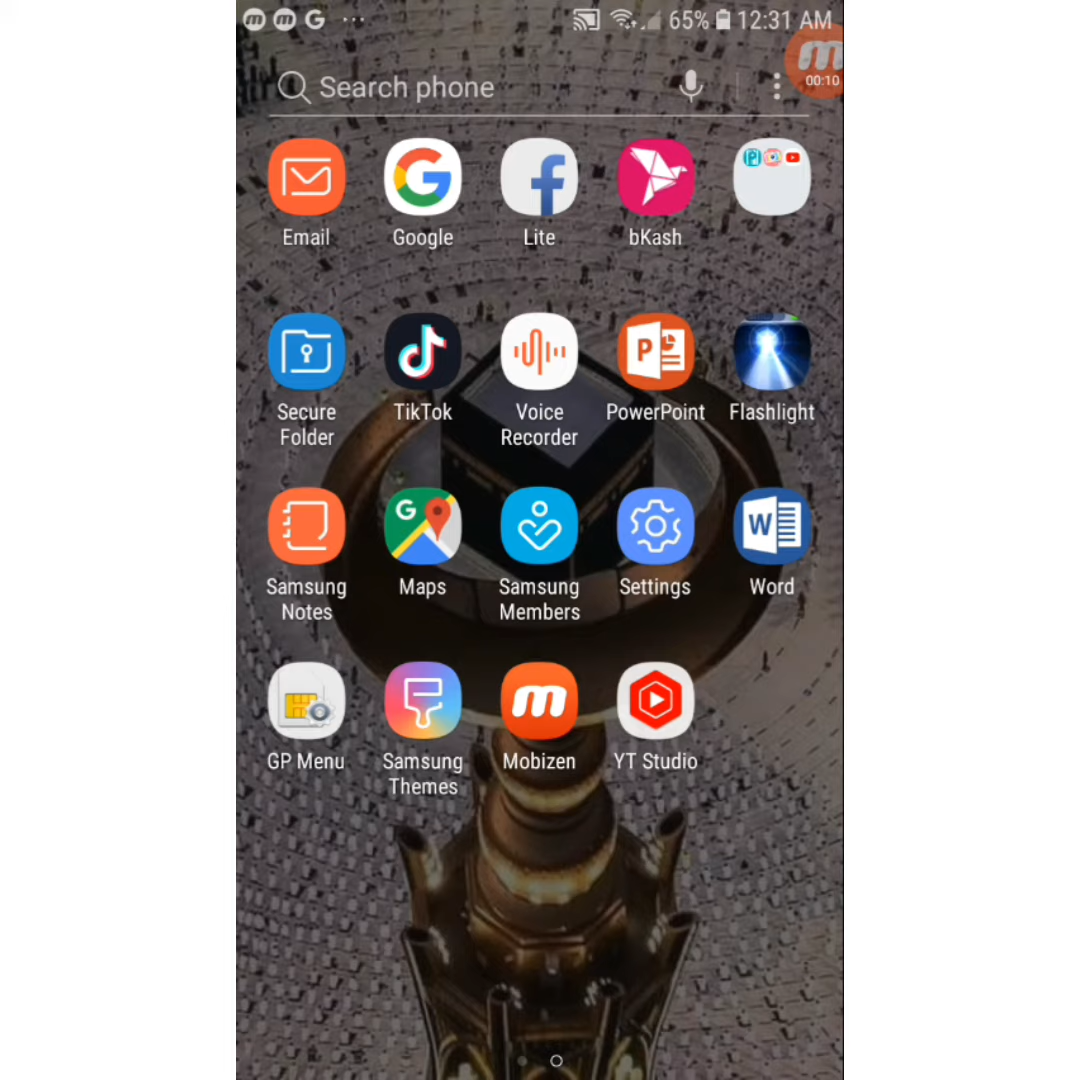 65% 12:31 AM
00:10
Search phone
Email Google Lite bKash
Secure Folder TikTok Voice Recorder PowerPoint Flashlight
Samsung Notes Maps Samsung Members Settings Word
GP Menu Samsung Themes Mobizen YT Studio